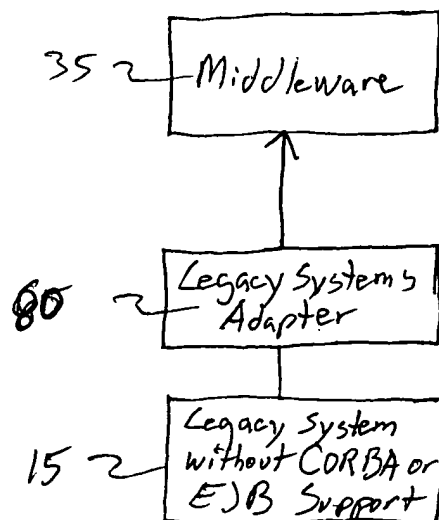 35
Middleware
80
Legacy Systems
Adapter
15
Legacy System
without CORBA or
EJB Support